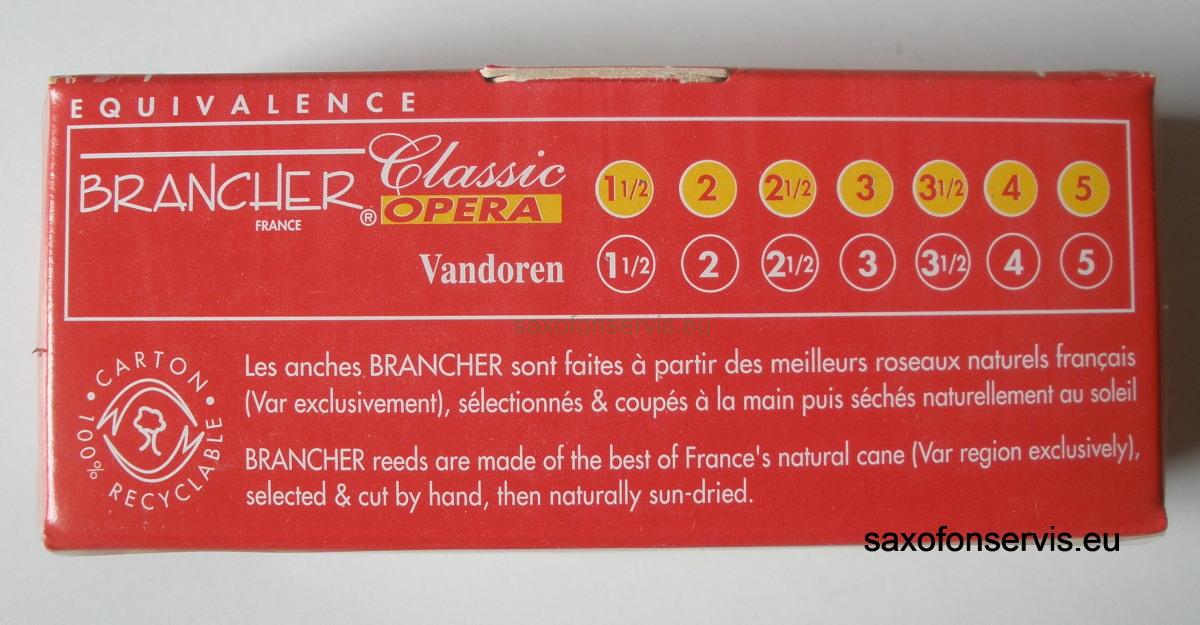 EQUIVALENCE
BRANCHER® Classic
FRANCE OPERA 1 1/2 2 2 1/2 3 3 1/2 4 5
Vandoren 1 1/2 2 2 1/2 3 3 1/2 4 5
saxofonservis.eu
CARTON 100% RECYCLABLE
Les anches BRANCHER sont faites à partir des meilleurs roseaux naturels français
(Var exclusivement), sélectionnés & coupés à la main puis séchés naturellement au soleil
BRANCHER reeds are made of the best of France's natural cane (Var region exclusively),
selected & cut by hand, then naturally sun-dried.
saxofonservis.eu